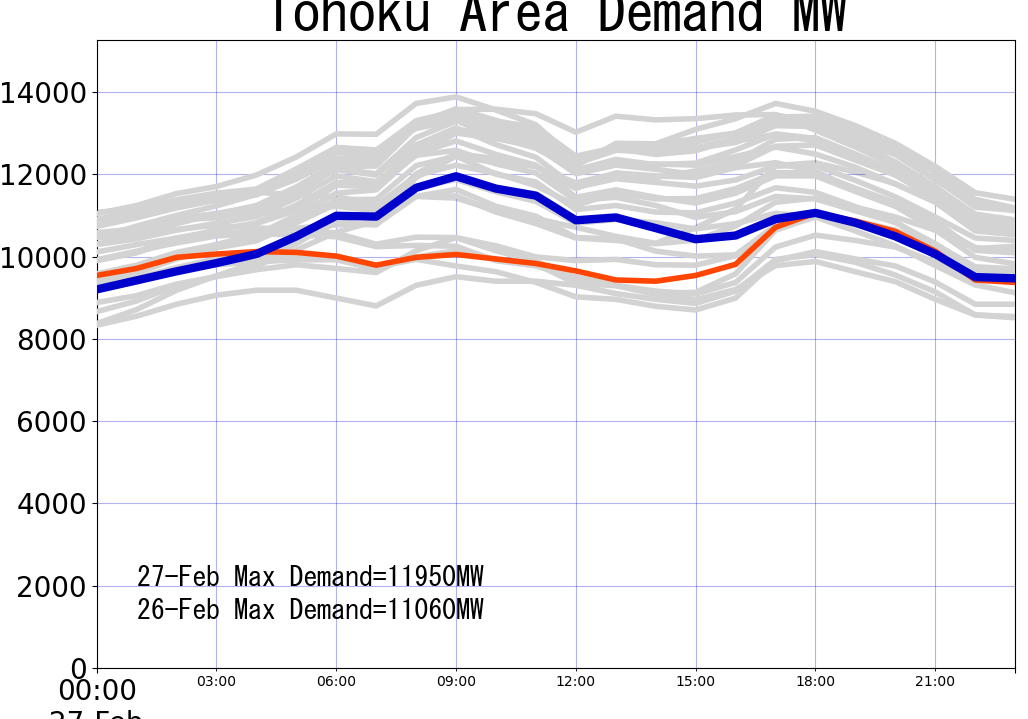 Tohoku Area Demand MW
14000
12000
10000
8000
6000
4000
2000
0
27-Feb Max Demand=11950MW
26-Feb Max Demand=11060MW
00:00 03:00 06:00 09:00 12:00 15:00 18:00 21:00
27-Feb